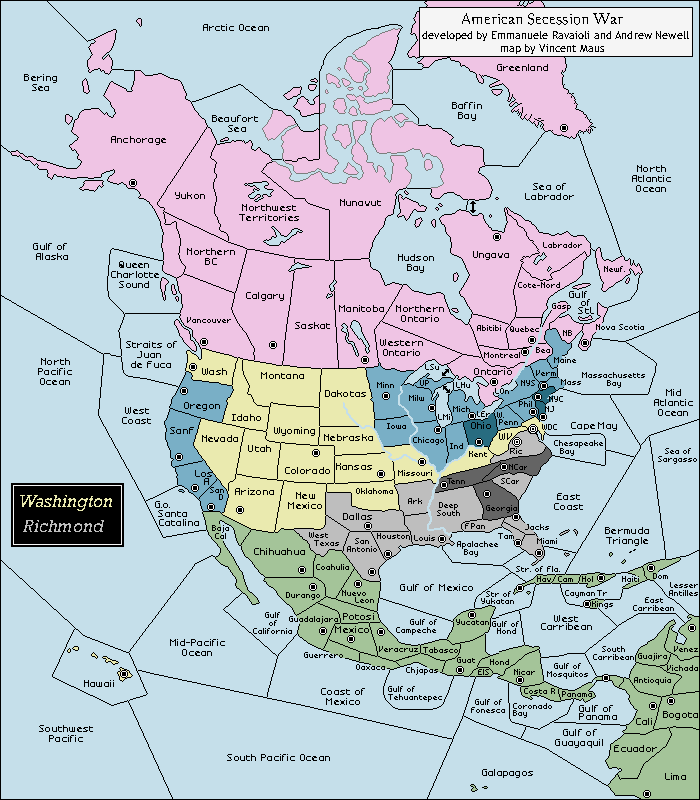 American Secession War
developed by Emmanuele Ravaioli and Andrew Newell
map by Vincent Maus
Arctic Ocean
Greenland
Bering
Sea
Beaufort
Sea
Baffin
Bay
Anchorage
North
Atlantic
Ocean
Yukon
Northwest
Territories
Nunavut
Sea of
Labrador
Gulf of
Alaska
Northern
BC
Hudson
Bay
Ungava
Labrador
Queen
Charlotte
Sound
Calgary
Newf.
Cote-Nord
Gulf
of
StL
Saskat
Manitoba
Northern
Ontario
Gasp
Vancouver
Abitibi
Quebec
NB
Nova Scotia
Straits of
Juan
de Fuca
Western
Ontario
Montreal
Bea
Maine
North
Pacific
Ocean
Wash
Montana
LSu
Ontario
Verm
Massachusetts
Bay
Dakotas
Minn
UP
LHu
LOn
NYS
Mass
Mid
Atlantic
Ocean
Oregon
Idaho
Milw
NYC
West
Coast
Wyoming
LMi
Mich
LEr
W.
Penn
Phil
NJ
Sanf
Nevada
Nebraska
Iowa
Chicago
Ind
Ohio
WV
WDC
Cape May
Utah
Ric
Chesapeake
Bay
Sea of
Sargasso
Colorado
Kansas
Missouri
Kent
NCar
Los
A
San
D
Arizona
New
Mexico
Oklahoma
Ark
Tenn
SCar
Washington
Richmond
G.o.
Santa
Catalina
Deep
South
Georgia
East
Coast
Baja
Cal
Dallas
West
Texas
San
Antonio
Houston
Louis
FPan
Jacks
Tam
Miami
Bermuda
Triangle
Apalachee
Bay
Chihuahua
Coahuila
Str. of Fla.
Gulf of Mexico
Hav/Cam
Hol
Haiti
Dom
Lesser
Antilles
Durango
Nuevo
Leon
Str of
Yukatan
Cayman Tr
Kings
East
Carribean
Gulf
of
California
Guadalajara
Potosi
Mexico
Gulf
of
Campeche
Yucatan
Gulf
of
Hond
West
Carribean
Mid-Pacific
Ocean
Guerrero
Veracruz
Tabasco
South
Carribean
Guajira
Venez
Oaxaca
Chjapas
Guat
Hond
Gulf of
Mosquitos
Vichada
Hawaii
ElS
Nicar
Antioquia
Coast of
Mexico
Gulf of
Tehuantepec
Costa R
Panama
Gulf of
Fonseca
Coronado
Bay
Gulf of
Panama
Cali
Bogota
Southwest
Pacific
Gulf of
Guayaquil
Ecuador
South Pacific Ocean
Galapagos
Lima